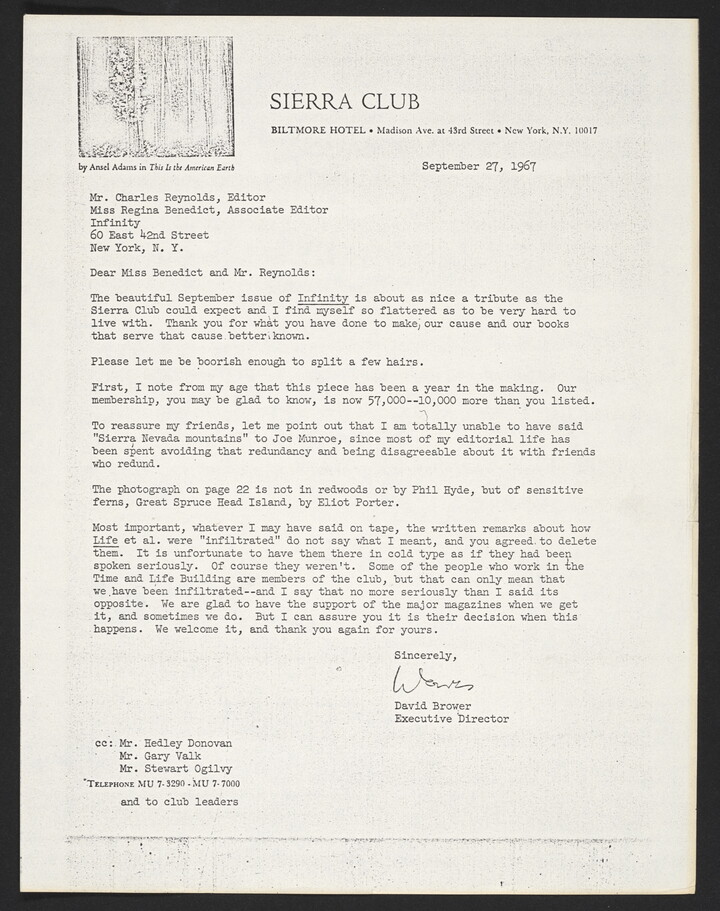 SIERRA CLUB
BILTMORE HOTEL • Madison Ave. at 43rd Street • New York, N.Y. 10017
by Ansel Adams in This Is the American Earth
September 27, 1967
Mr. Charles Reynolds, Editor
Miss Regina Benedict, Associate Editor
Infinity
60 East 42nd Street
New York, N. Y.
Dear Miss Benedict and Mr. Reynolds:
The beautiful September issue of Infinity is about as nice a tribute as the
Sierra Club could expect and I find myself so flattered as to be very hard to
live with. Thank you for what you have done to make our cause and our books
that serve that cause better known.
Please let me be boorish enough to split a few hairs.
First, I note from my age that this piece has been a year in the making. Our
membership, you may be glad to know, is now 57,000--10,000 more than you listed.
To reassure my friends, let me point out that I am totally unable to have said
"Sierra Nevada mountains" to Joe Munroe, since most of my editorial life has
been spent avoiding that redundancy and being disagreeable about it with friends
who redund.
The photograph on page 22 is not in redwoods or by Phil Hyde, but of sensitive
ferns, Great Spruce Head Island, by Eliot Porter.
Most important, whatever I may have said on tape, the written remarks about how
Life et al. were "infiltrated" do not say what I meant, and you agreed to delete
them. It is unfortunate to have them there in cold type as if they had been
spoken seriously. Of course they weren't. Some of the people who work in the
Time and Life Building are members of the club, but that can only mean that
we have been infiltrated--and I say that no more seriously than I said its
opposite. We are glad to have the support of the major magazines when we get
it, and sometimes we do. But I can assure you it is their decision when this
happens. We welcome it, and thank you again for yours.
Sincerely,
David Brower
Executive Director
cc: Mr. Hedley Donovan
Mr. Gary Valk
Mr. Stewart Ogilvy
TELEPHONE MU 7-3290 - MU 7-7000
and to club leaders